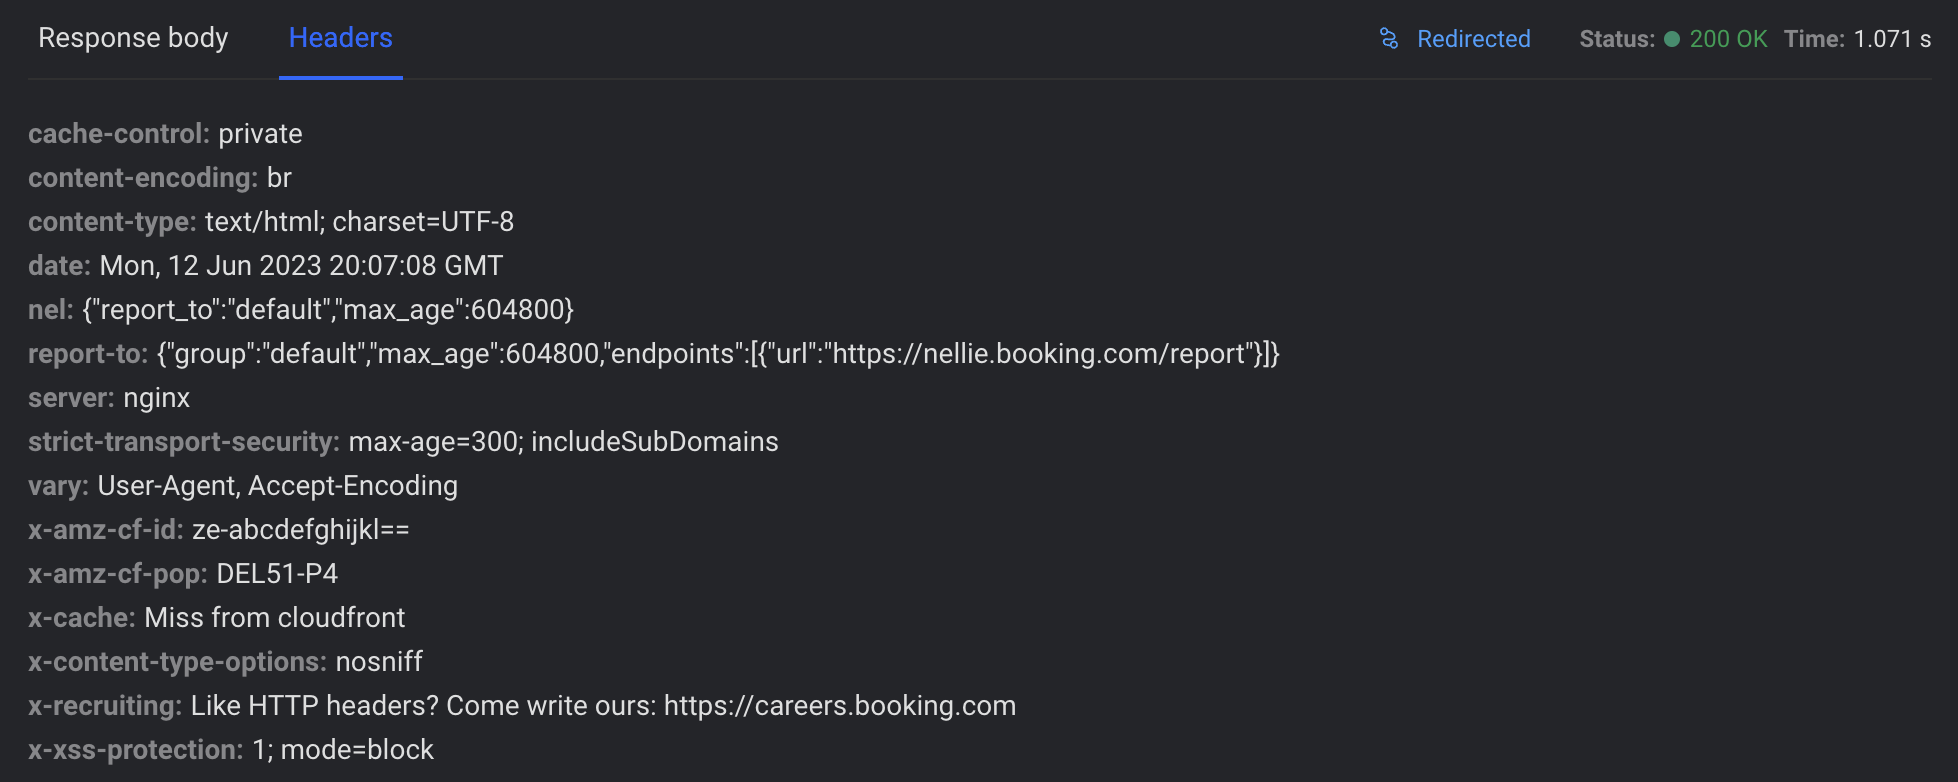 Response body Headers Redirected Status: 200 OK Time: 1.071 s
cache-control: private
content-encoding: br
content-type: text/html; charset=UTF-8
date: Mon, 12 Jun 2023 20:07:08 GMT
nel: {"report_to":"default","max_age":604800}
report-to: {"group":"default","max_age":604800,"endpoints":[{"url":"https://nellie.booking.com/report"}]}
server: nginx
strict-transport-security: max-age=300; includeSubDomains
vary: User-Agent, Accept-Encoding
x-amz-cf-id: ze-abcdefghijkl==
x-amz-cf-pop: DEL51-P4
x-cache: Miss from cloudfront
x-content-type-options: nosniff
x-recruiting: Like HTTP headers? Come write ours: https://careers.booking.com
x-xss-protection: 1; mode=block